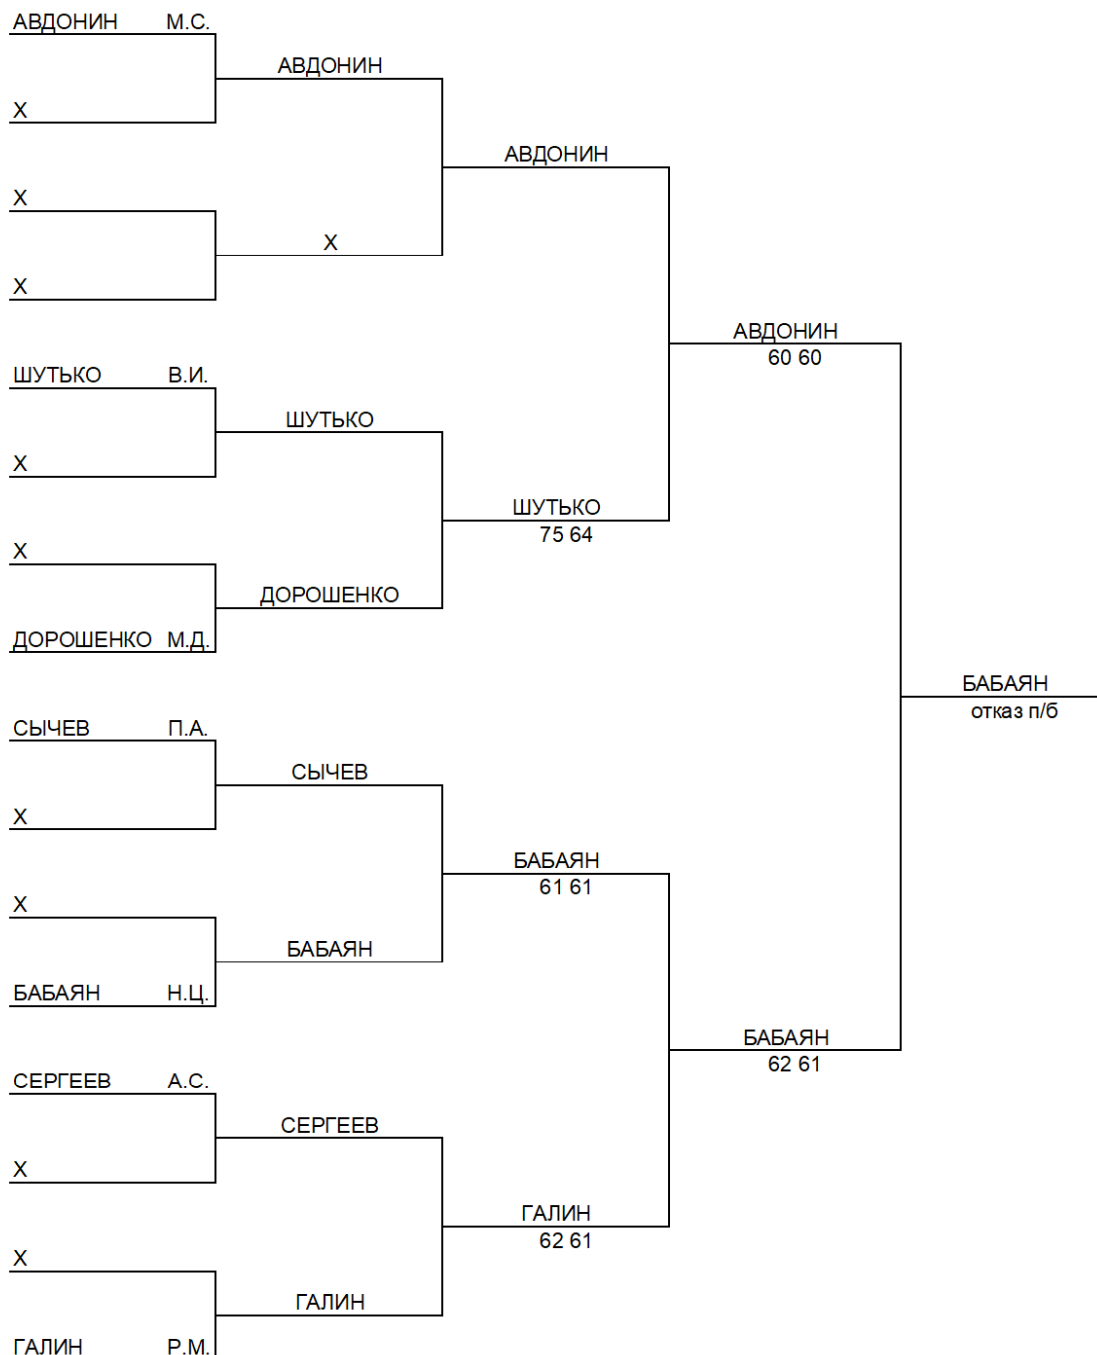 АВДОНИН М.С.
АВДОНИН
X
АВДОНИН
X
X
X
АВДОНИН
60 60
ШУТЬКО В.И.
ШУТЬКО
X
ШУТЬКО
75 64
X
ДОРОШЕНКО
ДОРОШЕНКО М.Д.
БАБАЯН
отказ п/б
СЫЧЕВ П.А.
СЫЧЕВ
X
БАБАЯН
61 61
X
БАБАЯН
БАБАЯН Н.Ц.
БАБАЯН
62 61
СЕРГЕЕВ А.С.
СЕРГЕЕВ
X
ГАЛИН
62 61
X
ГАЛИН
ГАЛИН Р.М.